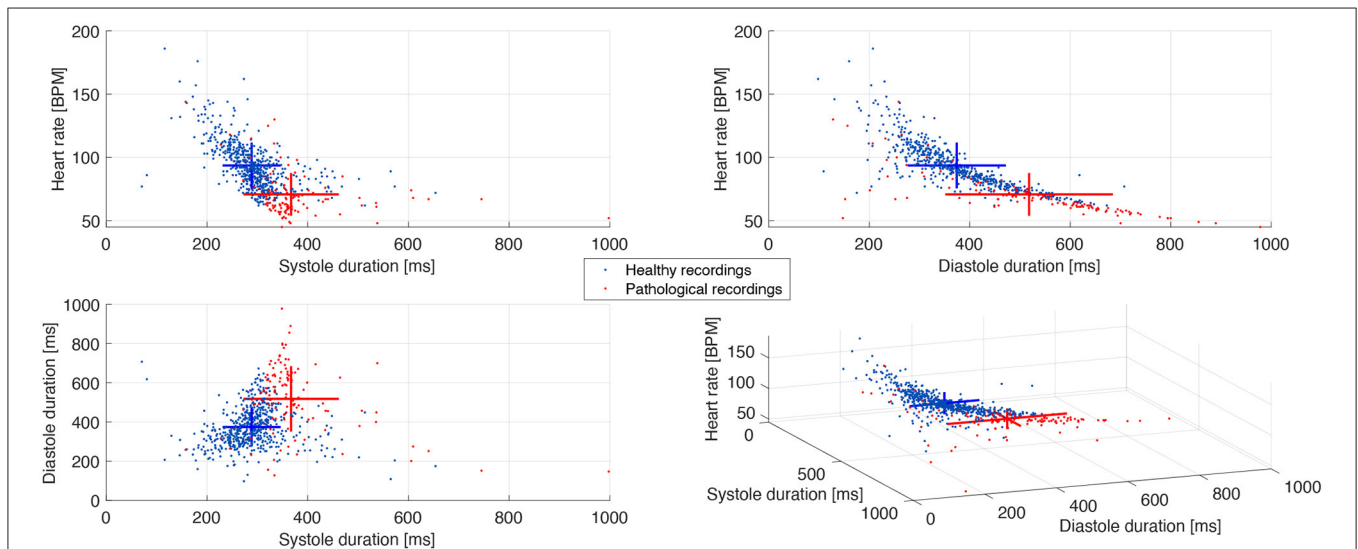 200
150
100
50
Heart rate [BPM]
0 200 400 600 800 1000
Systole duration [ms]
200
150
100
50
Heart rate [BPM]
0 200 400 600 800 1000
Diastole duration [ms]
Healthy recordings
Pathological recordings
1000
800
600
400
200
0
Diastole duration [ms]
0 200 400 600 800 1000
Systole duration [ms]
150
100
50
Heart rate [BPM]
0
500
1000
Systole duration [ms]
0 200 400 600 800 1000
Diastole duration [ms]